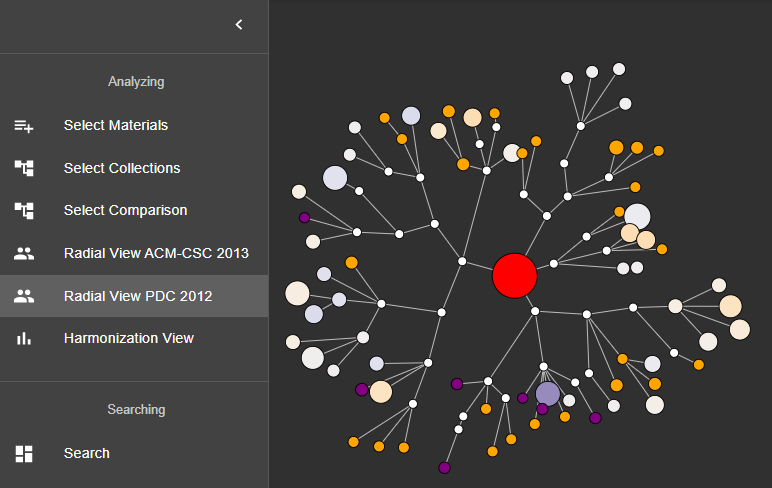 Analyzing
Select Materials
Select Collections
Select Comparison
Radial View ACM-CSC 2013
Radial View PDC 2012
Harmonization View
Searching
Search